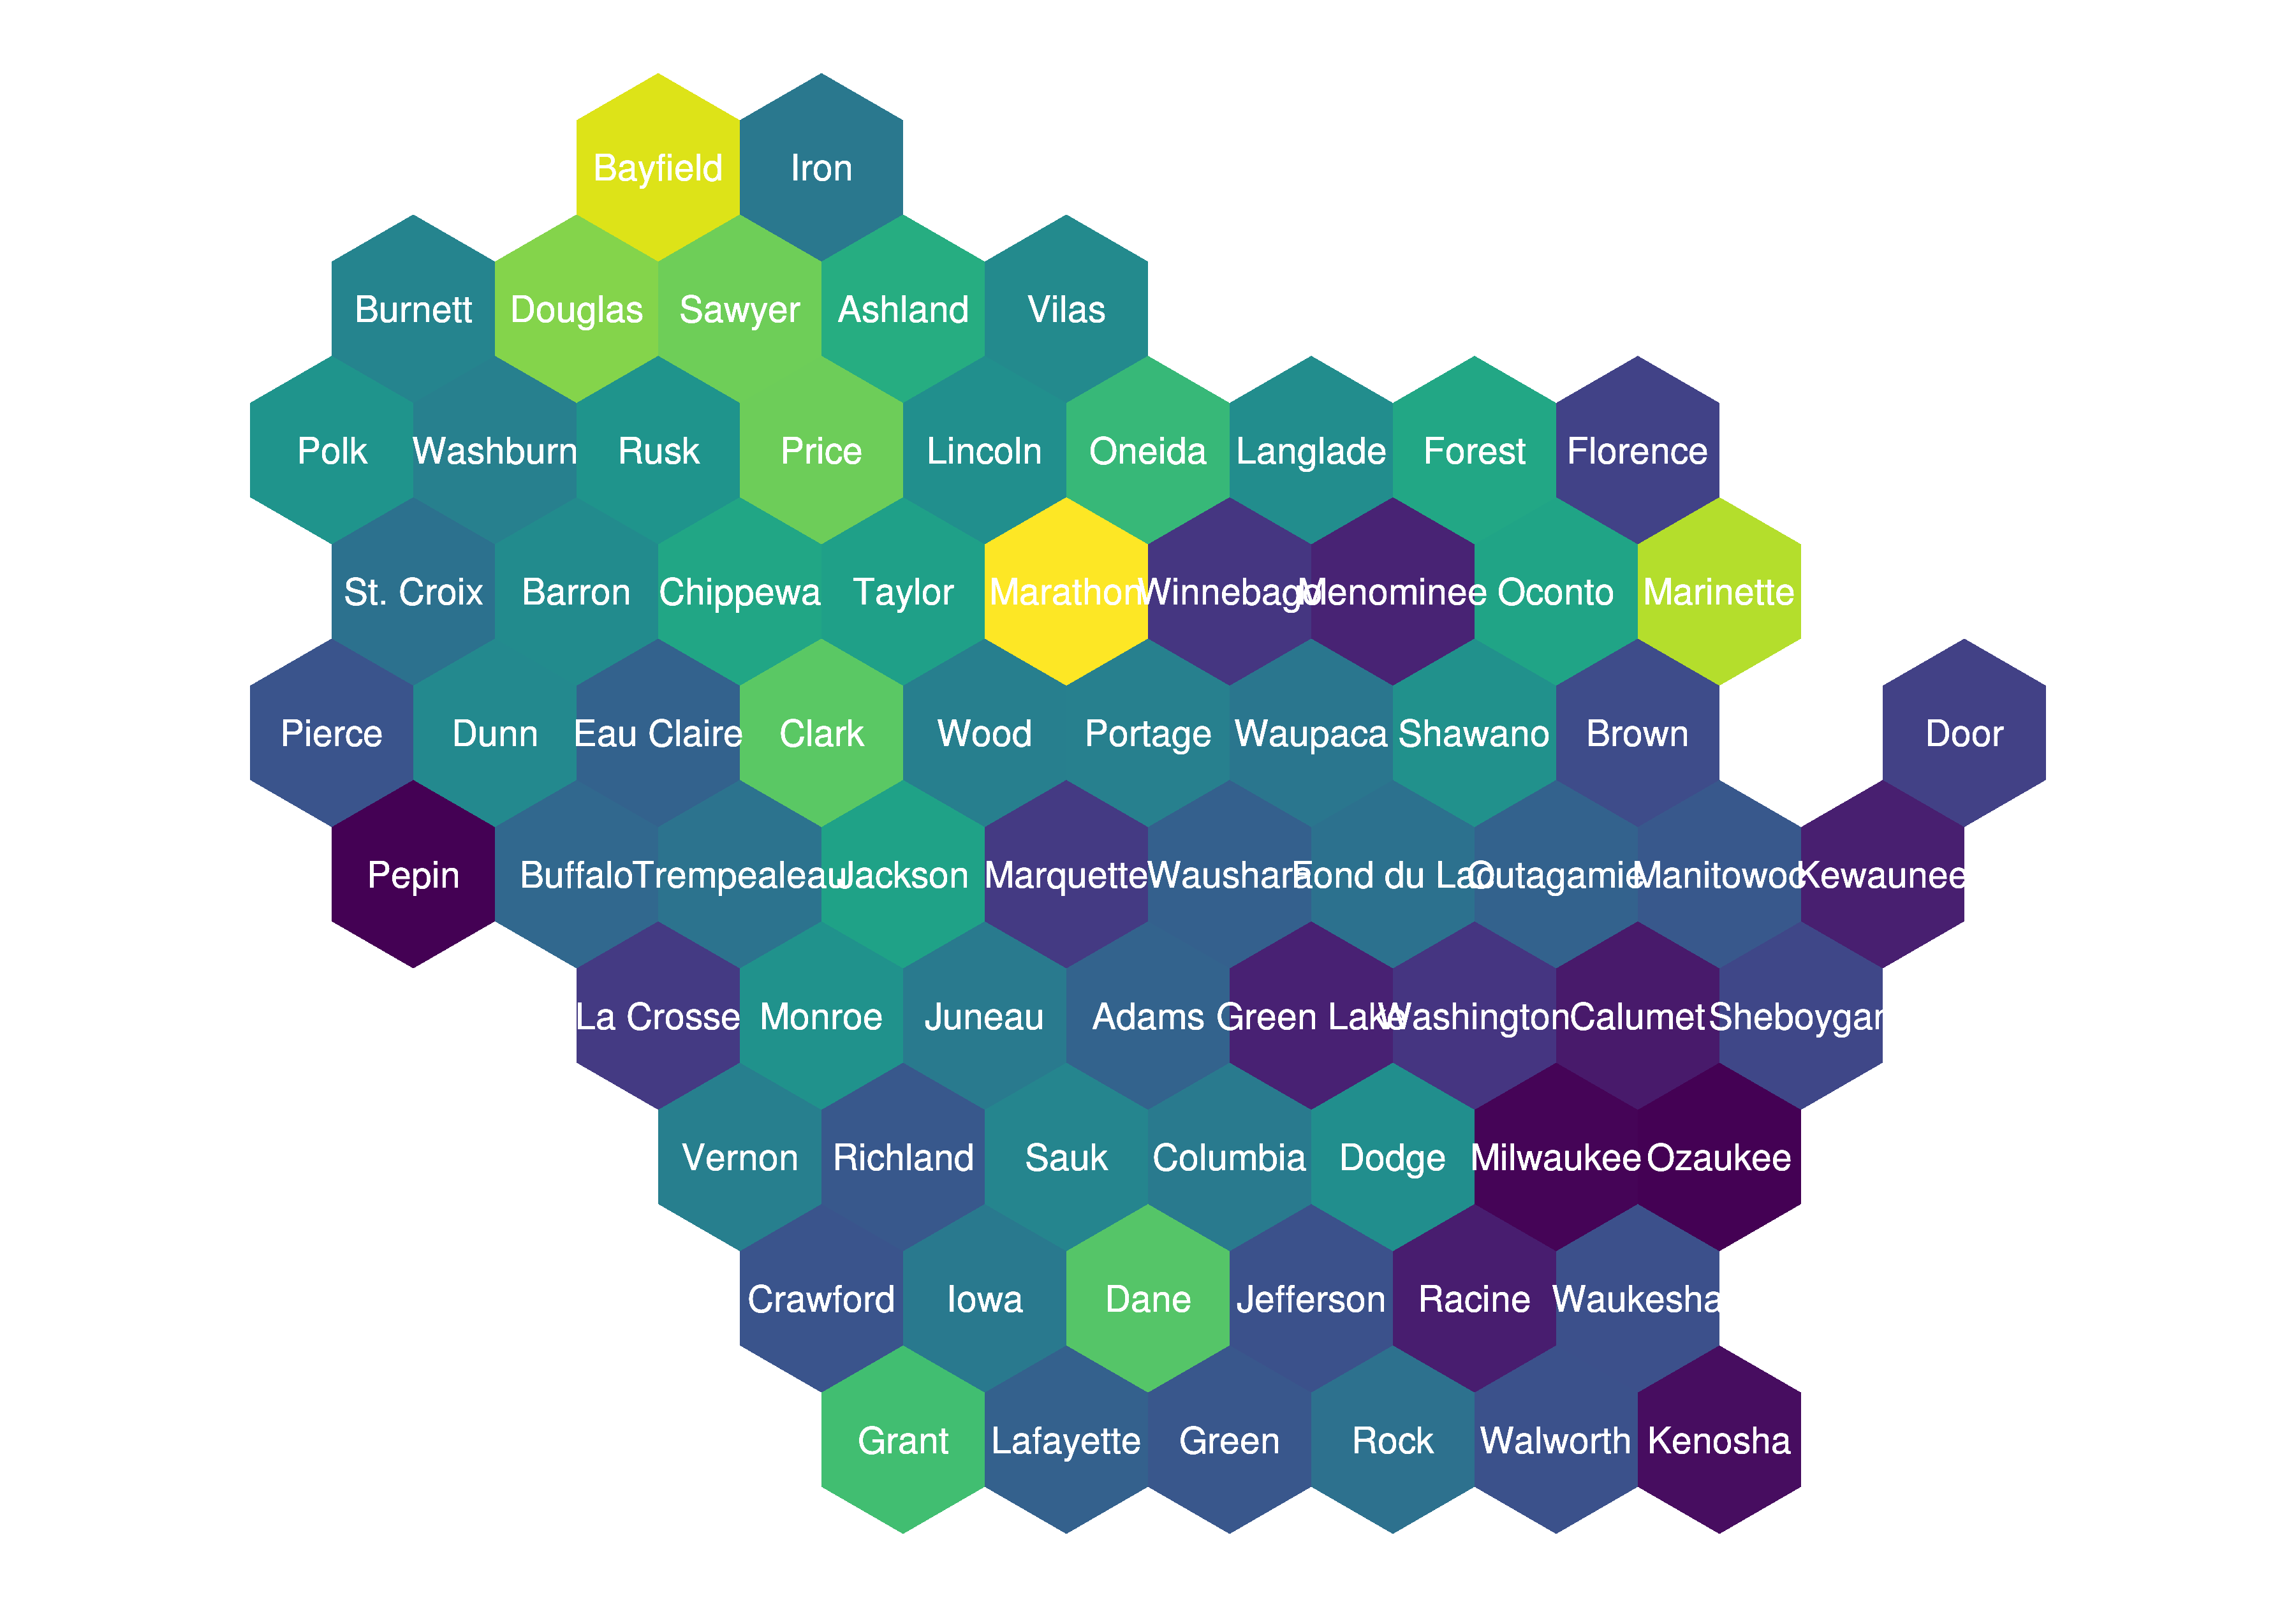 Bayfield Iron
Burnett Douglas Sawyer Ashland Vilas
Polk Washburn Rusk Price Lincoln Oneida Langlade Forest Florence
St. Croix Barron Chippewa Taylor Marathon Winnebago Menominee Oconto Marinette
Pierce Dunn Eau Claire Clark Wood Portage Waupaca Shawano Brown Door
Pepin Buffalo Trempealeau Jackson Marquette Waushara Fond du Lac Outagamie Manitowoc Kewaunee
La Crosse Monroe Juneau Adams Green Lake Washington Calumet Sheboygan
Vernon Richland Sauk Columbia Dodge Milwaukee Ozaukee
Crawford Iowa Dane Jefferson Racine Waukesha
Grant Lafayette Green Rock Walworth Kenosha